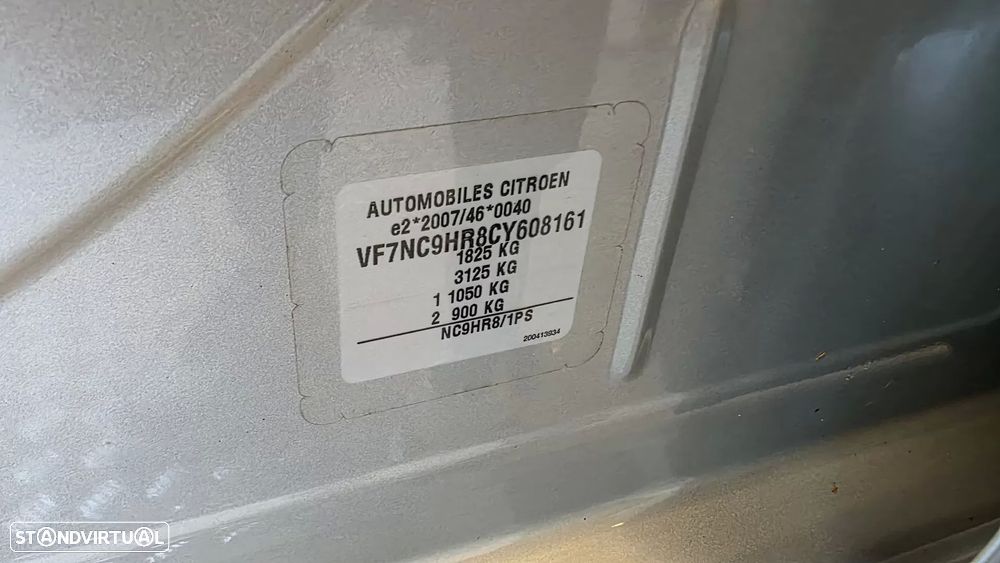 AUTOMOBILES CITROEN
e2*2007/46*0040
VF7NC9HR8CY608161
1825 KG
3125 KG
1 1050 KG
2 900 KG
NC9HR8/1PS
200413934
STANDVIRTUAL